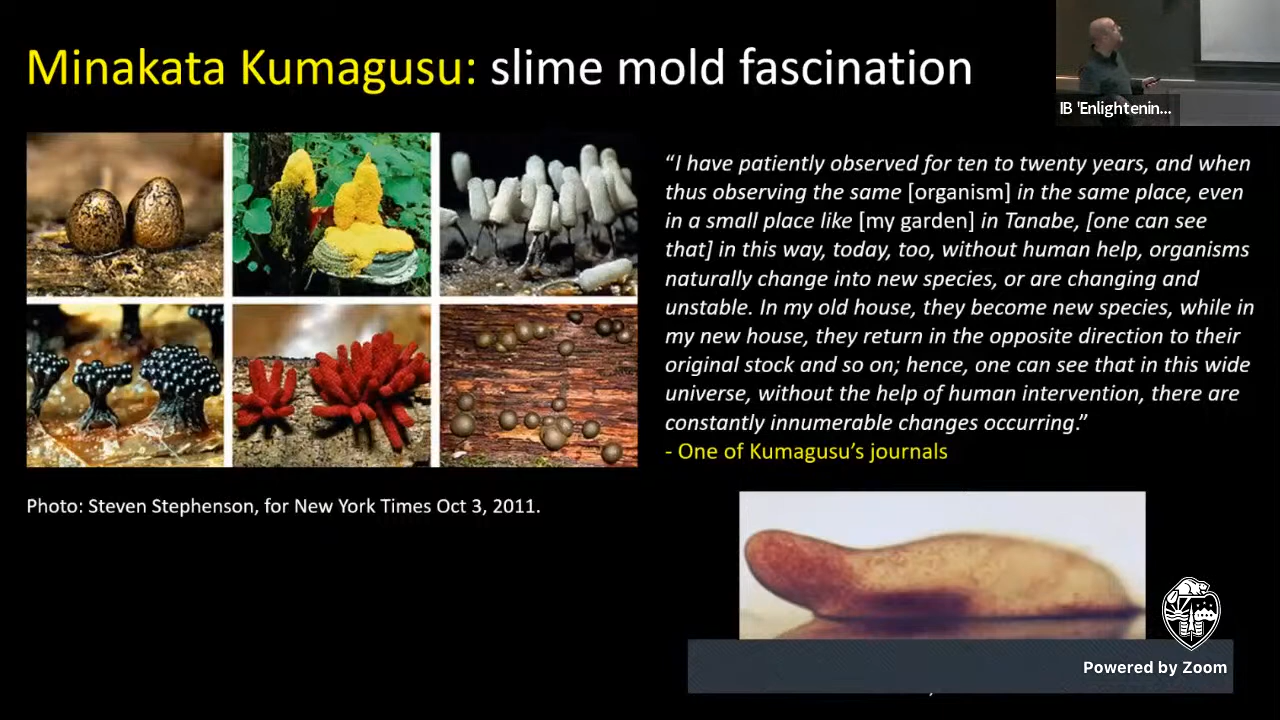 Minakata Kumagusu: slime mold fascination
IB 'Enlightenin...
“I have patiently observed for ten to twenty years, and when
thus observing the same [organism] in the same place, even
in a small place like [my garden] in Tanabe, [one can see
that] in this way, today, too, without human help, organisms
naturally change into new species, or are changing and
unstable. In my old house, they become new species, while in
my new house, they return in the opposite direction to their
original stock and so on; hence, one can see that in this wide
universe, without the help of human intervention, there are
constantly innumerable changes occurring.”
- One of Kumagusu’s journals
Photo: Steven Stephenson, for New York Times Oct 3, 2011.
Powered by Zoom